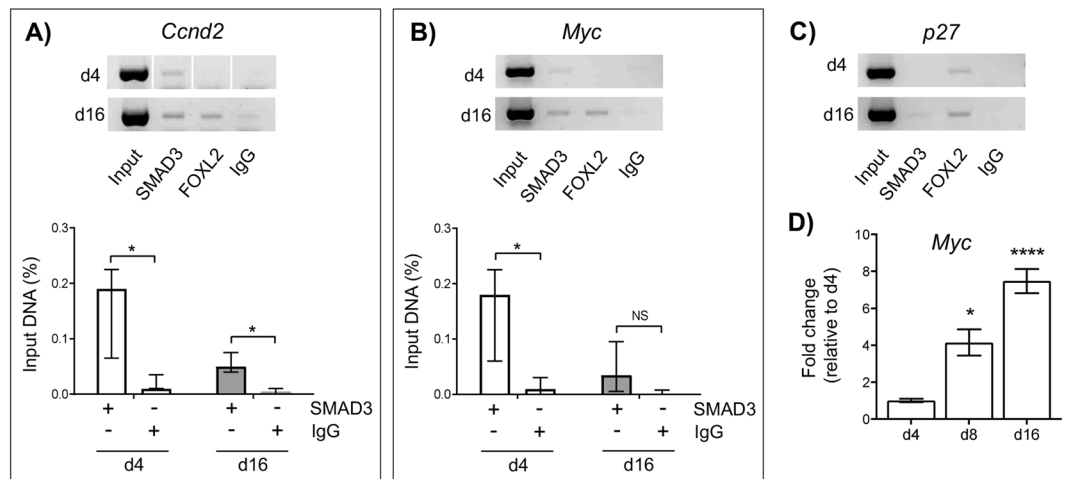 A)
Ccnd2
d4
d16
Input
SMAD3
FOXL2
IgG
Input DNA (%)
0.3
0.2
0.1
0.0
*
*
+ - + - SMAD3
- + - + IgG
d4 d16
B)
Myc
d4
d16
Input
SMAD3
FOXL2
IgG
Input DNA (%)
0.3
0.2
0.1
0.0
*
NS
+ - + - SMAD3
- + - + IgG
d4 d16
C)
p27
d4
d16
Input
SMAD3
FOXL2
IgG
D)
Myc
Fold change
(relative to d4)
10
8
6
4
2
0
*
****
d4 d8 d16